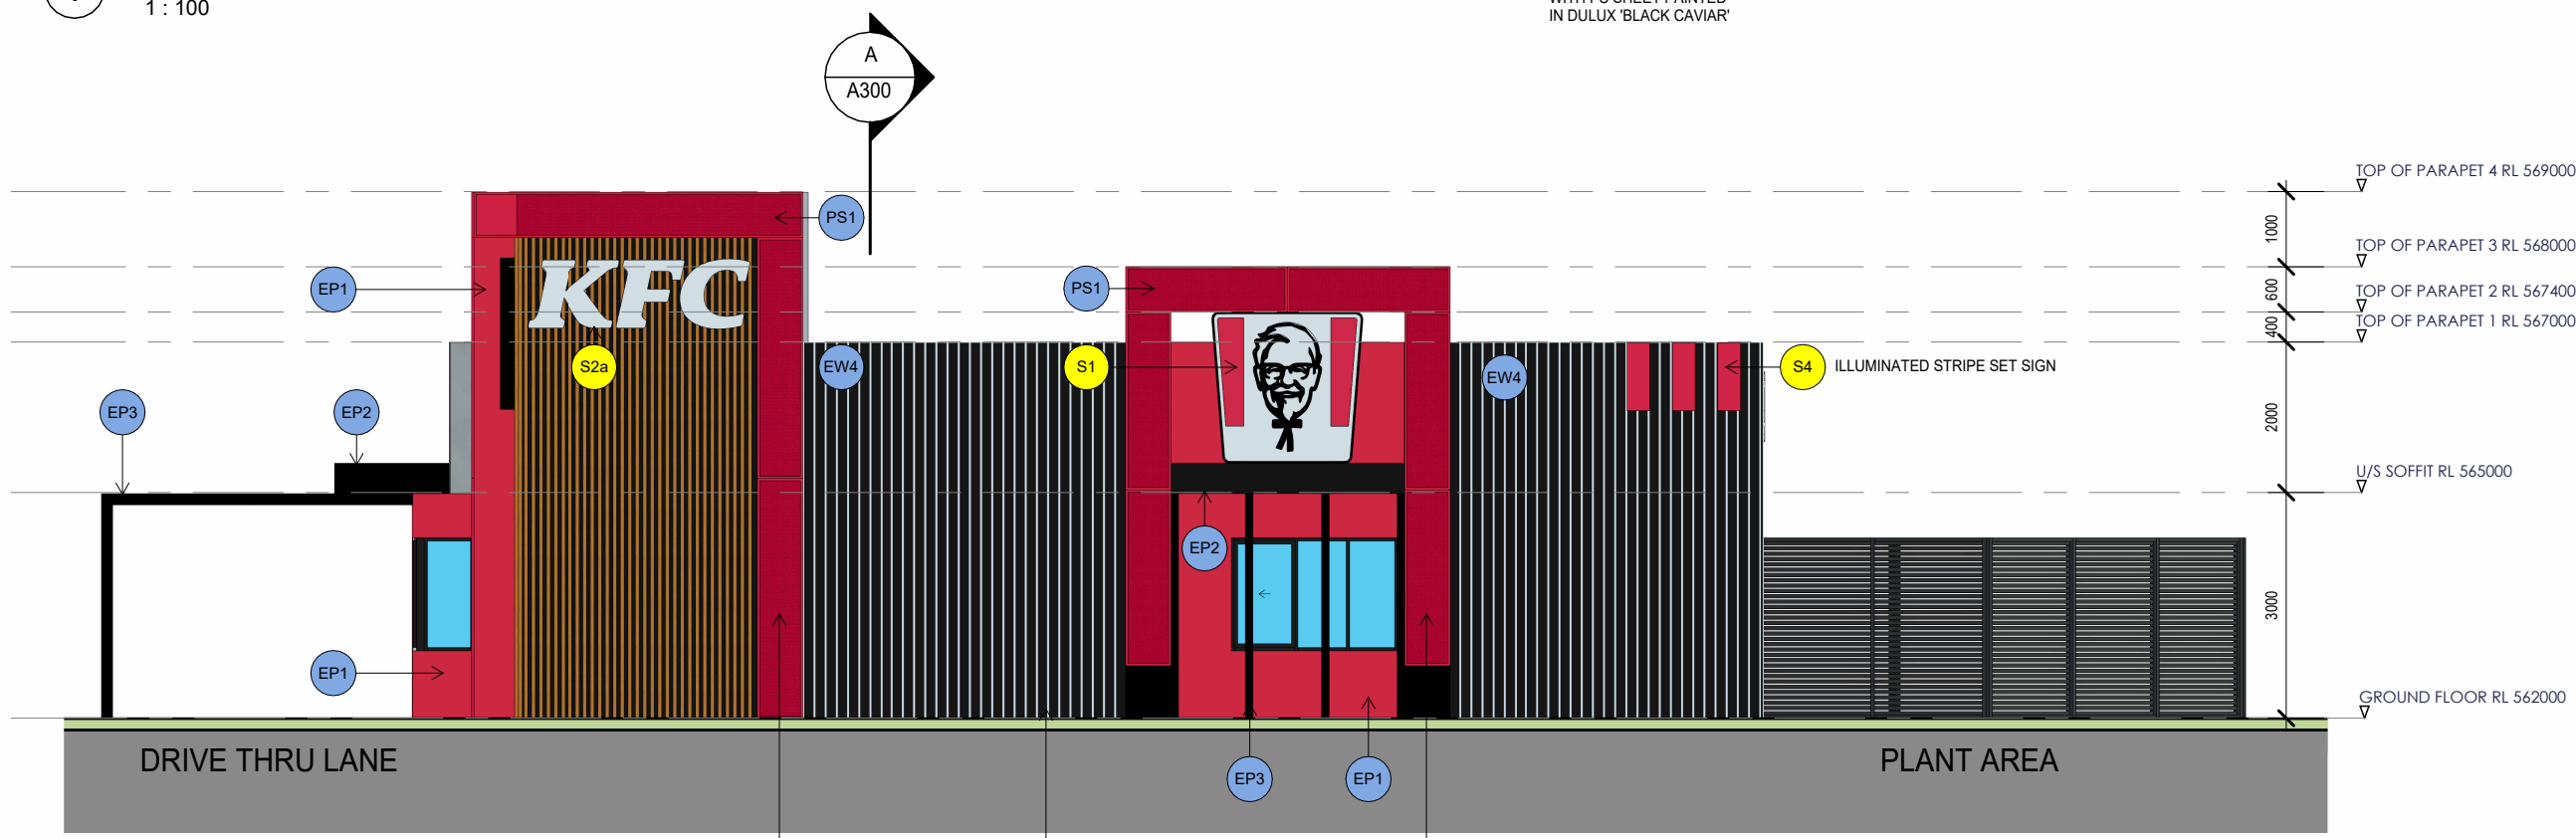 1 : 100
IN DULUX 'BLACK CAVIAR'
A
A300
TOP OF PARAPET 4 RL 569000
PS1
1000
TOP OF PARAPET 3 RL 568000
EP1
KFC
PS1
600
TOP OF PARAPET 2 RL 567400
400
TOP OF PARAPET 1 RL 567000
S2a
EW4
S1
EW4
S4
ILLUMINATED STRIPE SET SIGN
EP3
EP2
2000
U/S SOFFIT RL 565000
EP2
3000
EP1
GROUND FLOOR RL 562000
DRIVE THRU LANE
PLANT AREA
EP3
EP1